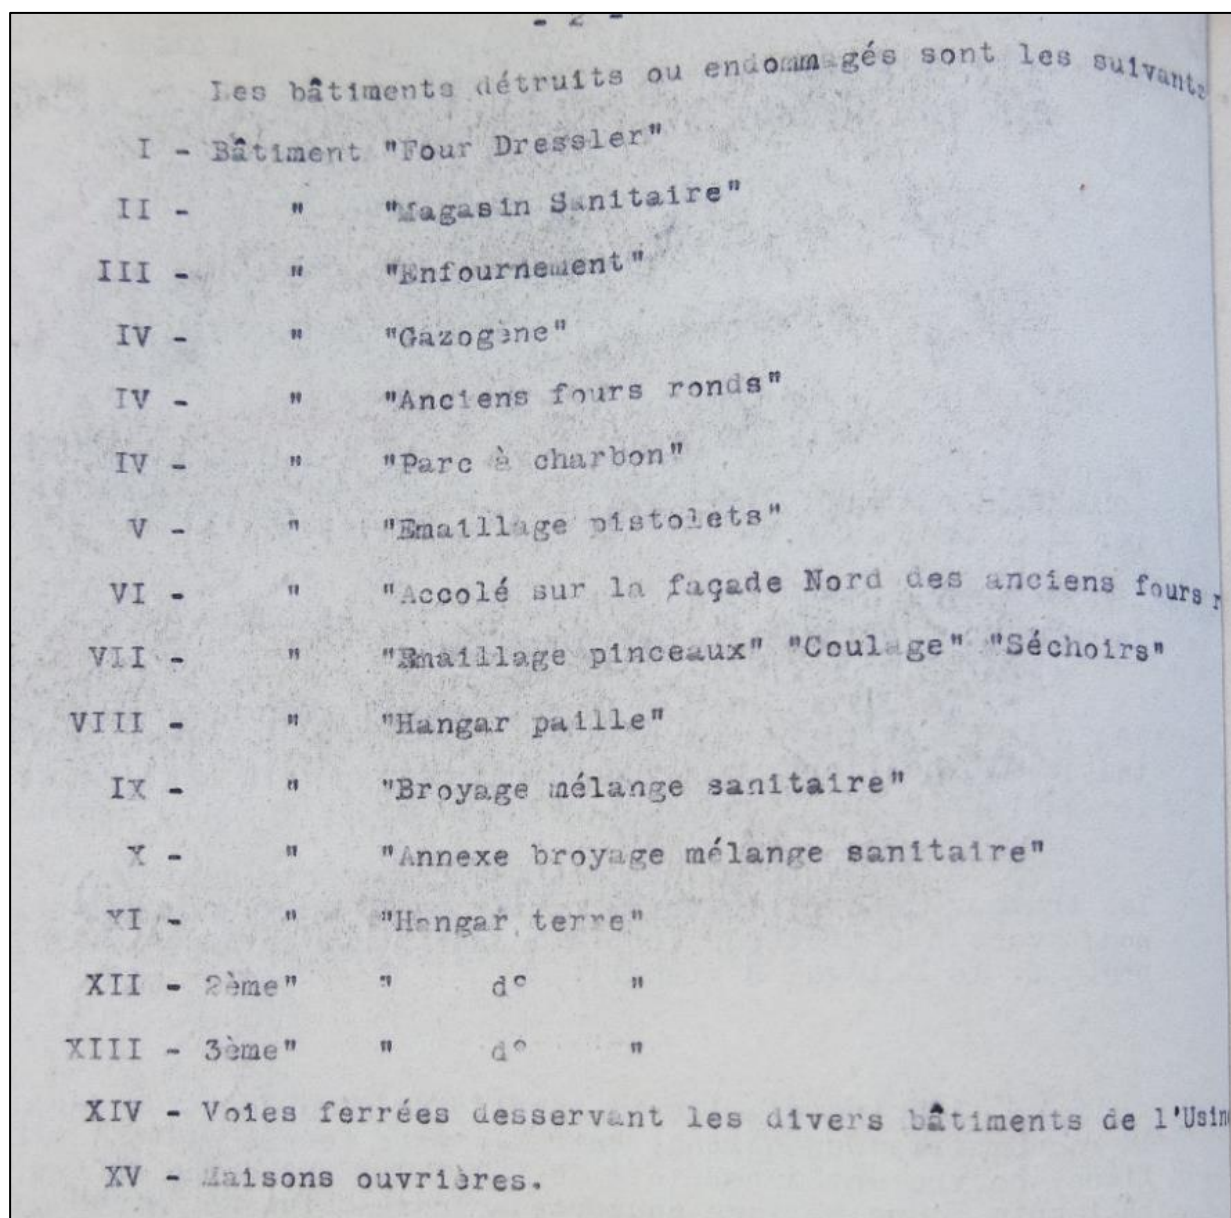 - 2 -
Les bâtiments détruits ou endommagés sont les suivants
I - Bâtiment "Four Dressler"
II - " "Magasin Sanitaire"
III - " "Enfournement"
IV - " "Gazogène"
IV - " "Anciens fours ronds"
IV - " "Parc à charbon"
V - " "Emaillage pistolets"
VI - " "Accolé sur la façade Nord des anciens fours r
VII - " "Emaillage pinceaux" "Coulage" "Séchoirs"
VIII - " "Hangar paille"
IX - " "Broyage mélange sanitaire"
X - " "Annexe broyage mélange sanitaire"
XI - " "Hangar terre"
XII - 2ème" " d° "
XIII - 3ème" " d° "
XIV - Voies ferrées desservant les divers bâtiments de l'Usin
XV - Maisons ouvrières.